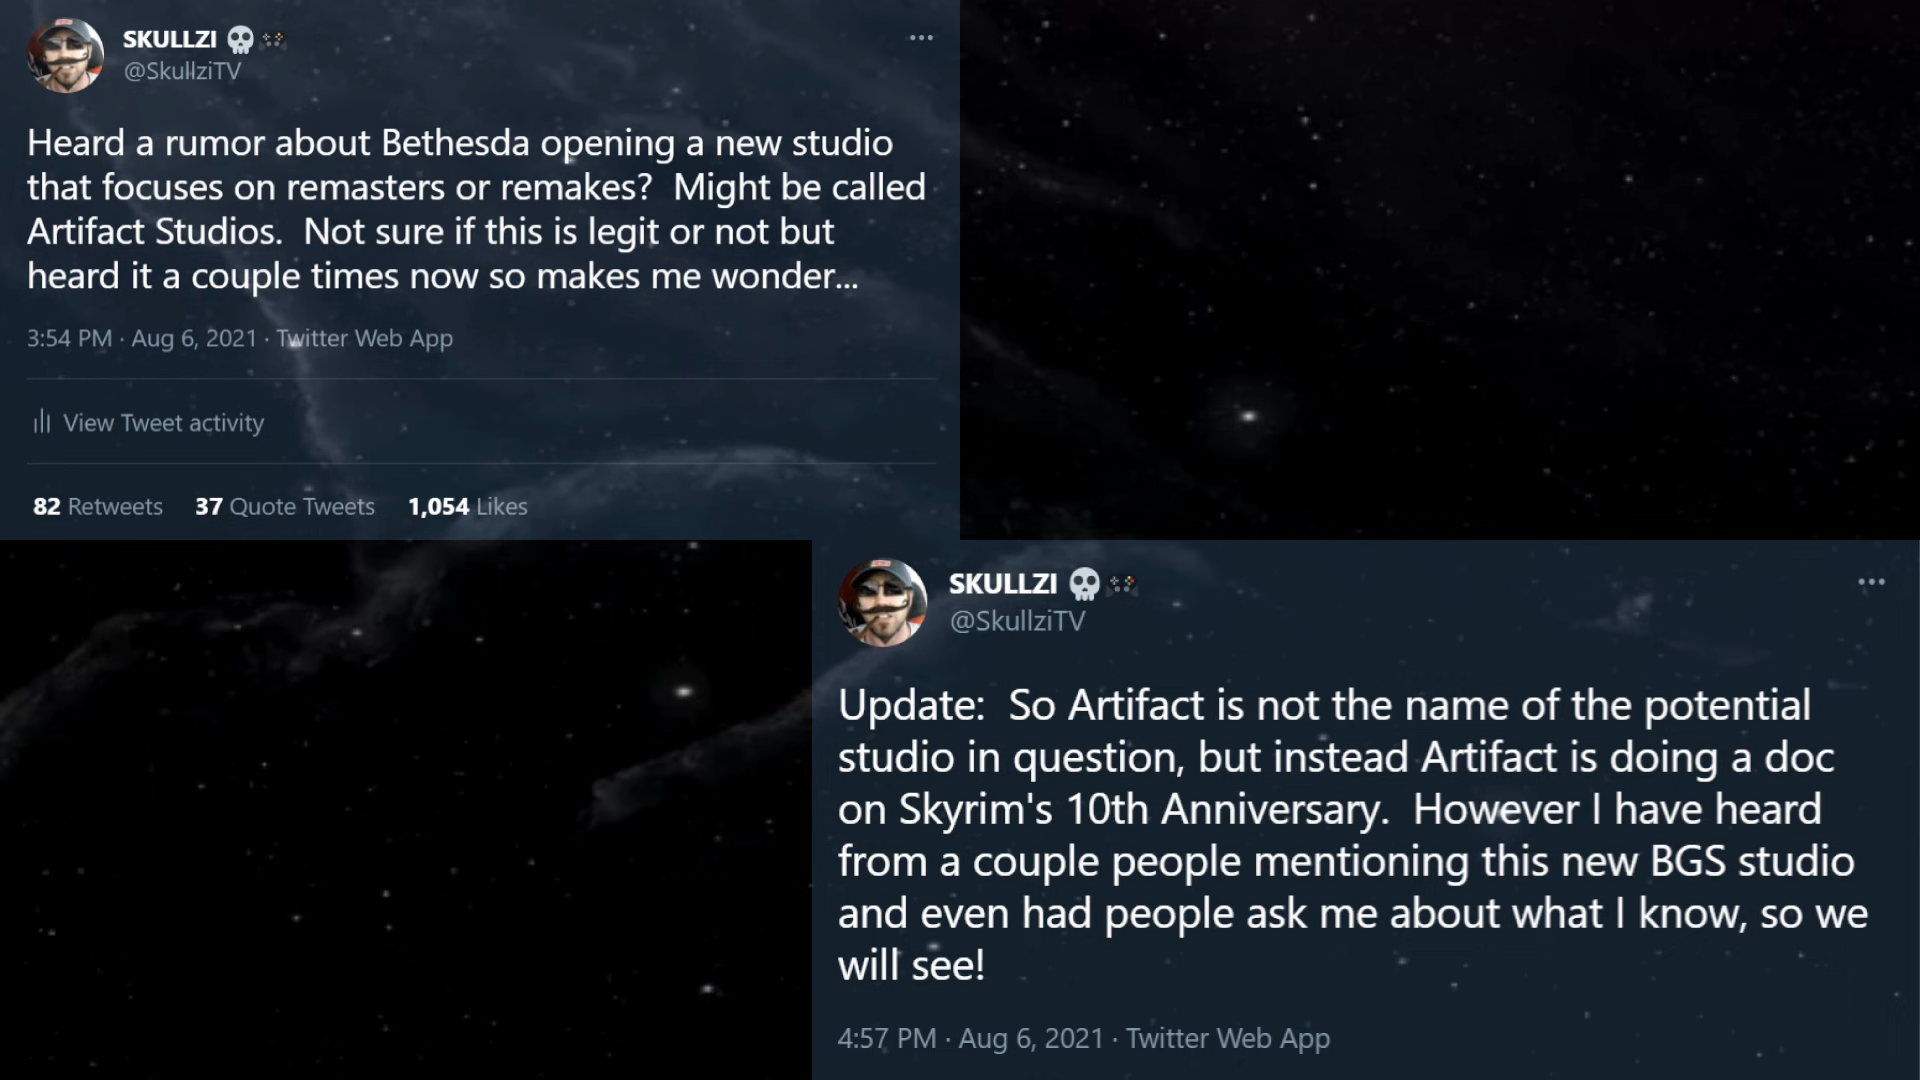 SKULLZI 💀🎮
@SkullziTV
Heard a rumor about Bethesda opening a new studio
that focuses on remasters or remakes?  Might be called
Artifact Studios.  Not sure if this is legit or not but
heard it a couple times now so makes me wonder...
3:54 PM · Aug 6, 2021 · Twitter Web App
View Tweet activity
82 Retweets 37 Quote Tweets 1,054 Likes
SKULLZI 💀🎮
@SkullziTV
Update:  So Artifact is not the name of the potential
studio in question, but instead Artifact is doing a doc
on Skyrim's 10th Anniversary.  However I have heard
from a couple people mentioning this new BGS studio
and even had people ask me about what I know, so we
will see!
4:57 PM · Aug 6, 2021 · Twitter Web App